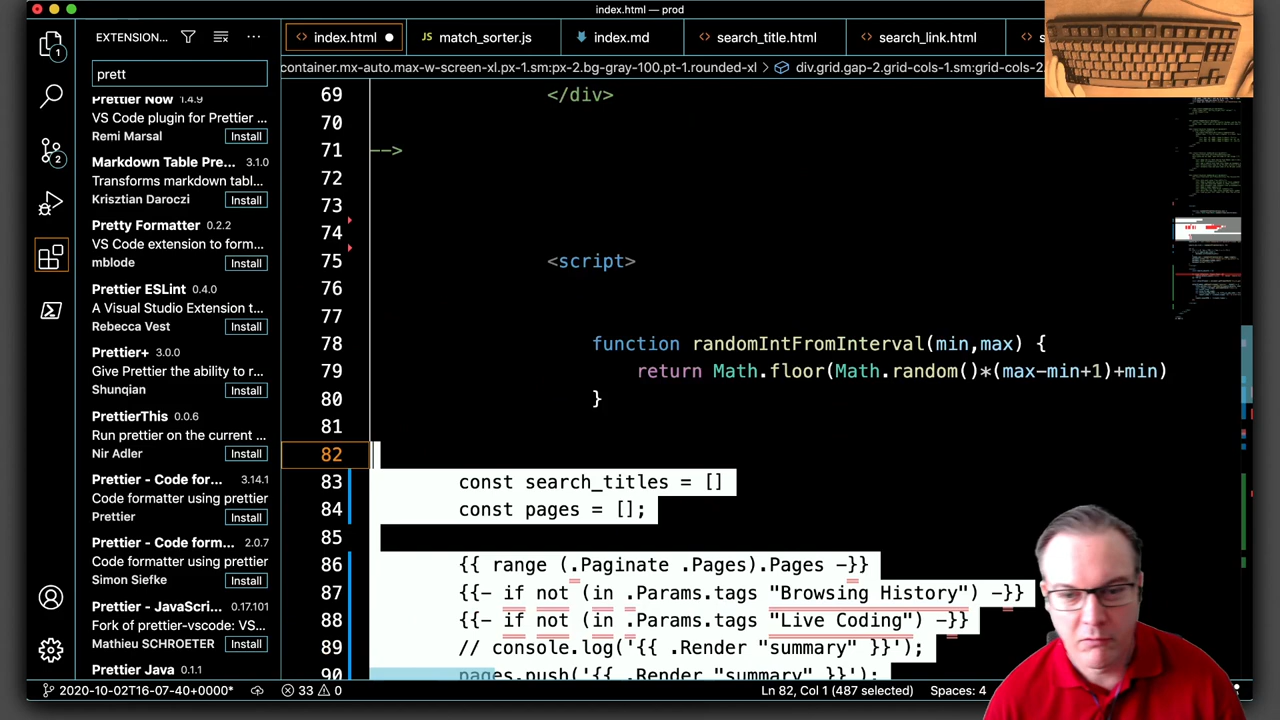 index.html — prod
EXTENSION... ...
index.html
match_sorter.js
index.md
search_title.html
search_link.html
1
prett
container.mx-auto.max-w-screen-xl.px-1.sm:px-2.bg-gray-100.pt-1.rounded-xl > div.grid.gap-2.grid-cols-1.sm:grid-cols-2.
Prettier Now 1.4.9
VS Code plugin for Prettier ...
Remi Marsal Install
Markdown Table Pre... 3.1.0
Transforms markdown tabl...
Krisztian Daroczi Install
Pretty Formatter 0.2.2
VS Code extension to form...
mblode Install
Prettier ESLint 0.4.0
A Visual Studio Extension t...
Rebecca Vest Install
Prettier+ 3.0.0
Give Prettier the ability to r...
Shunqian Install
PrettierThis 0.0.6
Run prettier on the current ...
Nir Adler Install
Prettier - Code for... 3.14.1
Code formatter using prettier
Prettier Install
Prettier - Code form... 2.0.7
Code formatter using prettier
Simon Siefke Install
Prettier - JavaScri... 0.17.101
Fork of prettier-vscode: VS...
Mathieu SCHROETER Install
Prettier Java 0.1.1
2
69 </div>
70
71 -->
72
73
74
75 <script>
76
77
78 function randomIntFromInterval(min,max) {
79 return Math.floor(Math.random()*(max-min+1)+min)
80 }
81
82
83 const search_titles = []
84 const pages = [];
85
86 {{ range (.Paginate .Pages).Pages -}}
87 {{- if not (in .Params.tags "Browsing History") -}}
88 {{- if not (in .Params.tags "Live Coding") -}}
89 // console.log('{{ .Render "summary" }}');
90 pages.push('{{ .Render "summary" }}');
2020-10-02T16-07-40+0000* 33 0 Ln 82, Col 1 (487 selected) Spaces: 4